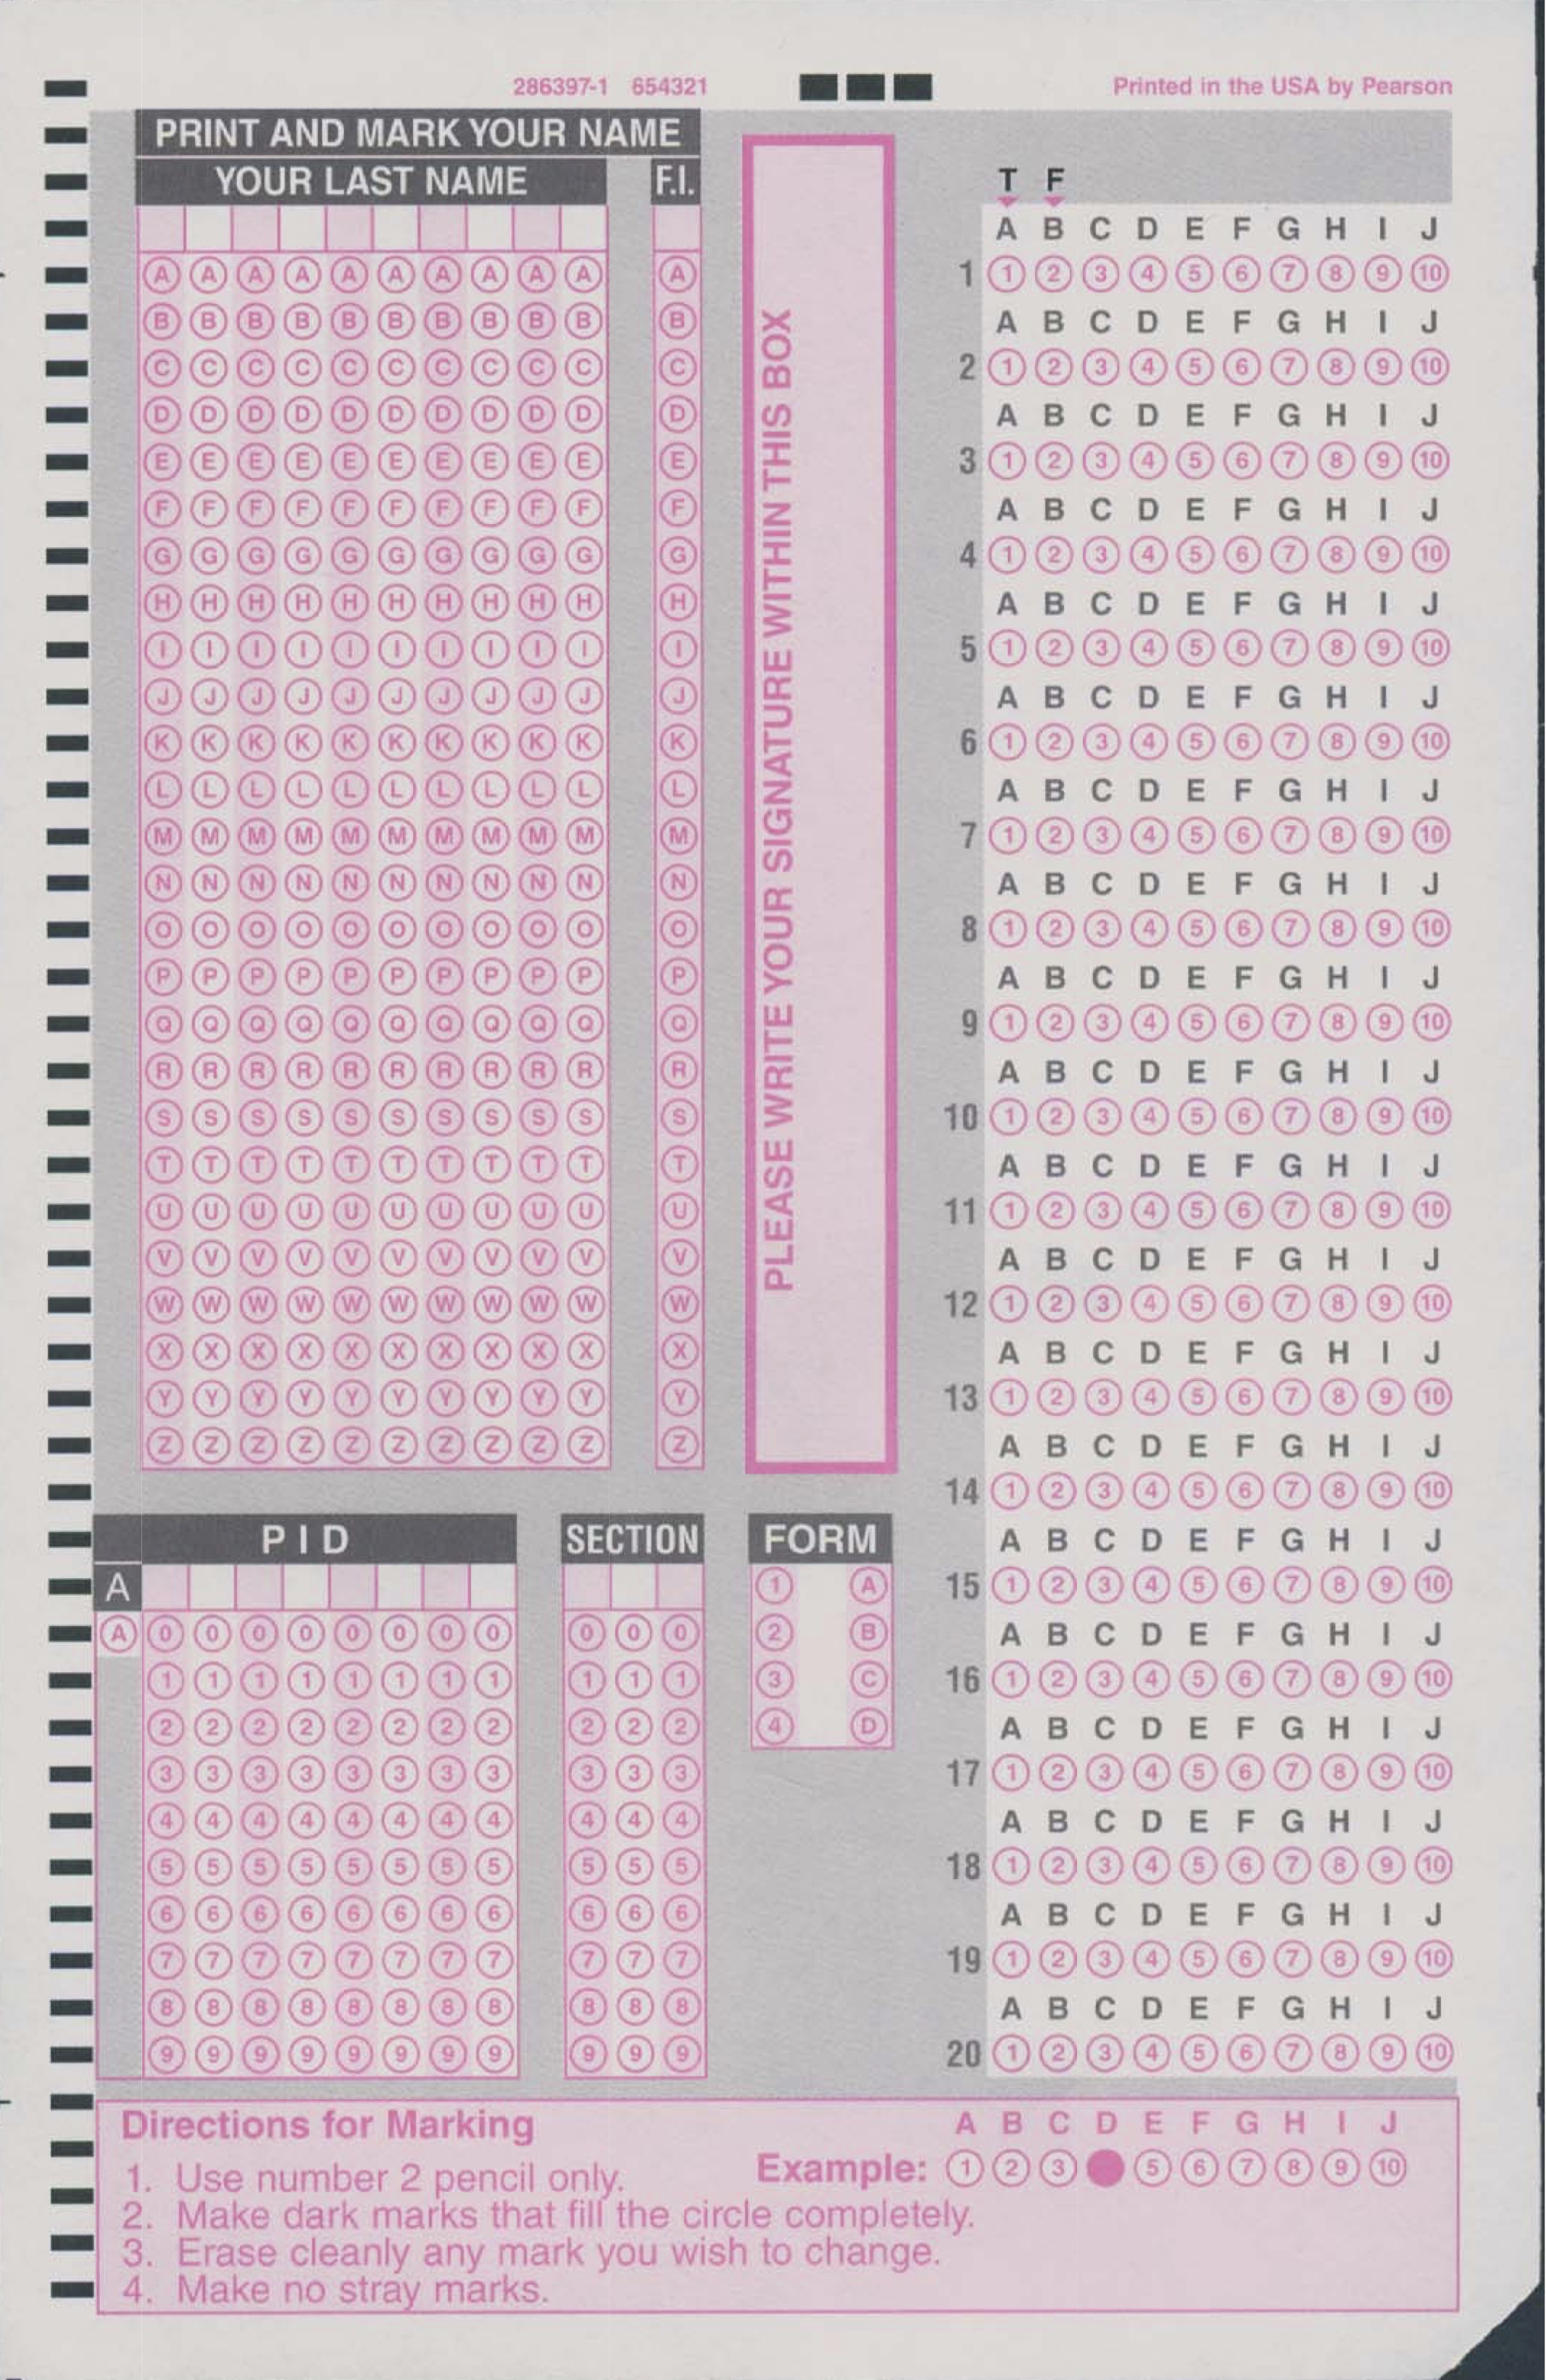 286397-1 654321
Printed in the USA by Pearson
PRINT AND MARK YOUR NAME
YOUR LAST NAME F.I.
A A A A A A A A A A A
B B B B B B B B B B B
C C C C C C C C C C C
D D D D D D D D D D D
E E E E E E E E E E E
F F F F F F F F F F F
G G G G G G G G G G G
H H H H H H H H H H H
I I I I I I I I I I I
J J J J J J J J J J J
K K K K K K K K K K K
L L L L L L L L L L L
M M M M M M M M M M M
N N N N N N N N N N N
O O O O O O O O O O O
P P P P P P P P P P P
Q Q Q Q Q Q Q Q Q Q Q
R R R R R R R R R R R
S S S S S S S S S S S
T T T T T T T T T T T
U U U U U U U U U U U
V V V V V V V V V V V
W W W W W W W W W W W
X X X X X X X X X X X
Y Y Y Y Y Y Y Y Y Y Y
Z Z Z Z Z Z Z Z Z Z Z
PLEASE WRITE YOUR SIGNATURE WITHIN THIS BOX
PID
A
A 0 0 0 0 0 0 0 0
1 1 1 1 1 1 1 1
2 2 2 2 2 2 2 2
3 3 3 3 3 3 3 3
4 4 4 4 4 4 4 4
5 5 5 5 5 5 5 5
6 6 6 6 6 6 6 6
7 7 7 7 7 7 7 7
8 8 8 8 8 8 8 8
9 9 9 9 9 9 9 9
SECTION
0 0 0
1 1 1
2 2 2
3 3 3
4 4 4
5 5 5
6 6 6
7 7 7
8 8 8
9 9 9
FORM
1 A
2 B
3 C
4 D
T F
A B C D E F G H I J
1 1 2 3 4 5 6 7 8 9 10
A B C D E F G H I J
2 1 2 3 4 5 6 7 8 9 10
A B C D E F G H I J
3 1 2 3 4 5 6 7 8 9 10
A B C D E F G H I J
4 1 2 3 4 5 6 7 8 9 10
A B C D E F G H I J
5 1 2 3 4 5 6 7 8 9 10
A B C D E F G H I J
6 1 2 3 4 5 6 7 8 9 10
A B C D E F G H I J
7 1 2 3 4 5 6 7 8 9 10
A B C D E F G H I J
8 1 2 3 4 5 6 7 8 9 10
A B C D E F G H I J
9 1 2 3 4 5 6 7 8 9 10
A B C D E F G H I J
10 1 2 3 4 5 6 7 8 9 10
A B C D E F G H I J
11 1 2 3 4 5 6 7 8 9 10
A B C D E F G H I J
12 1 2 3 4 5 6 7 8 9 10
A B C D E F G H I J
13 1 2 3 4 5 6 7 8 9 10
A B C D E F G H I J
14 1 2 3 4 5 6 7 8 9 10
A B C D E F G H I J
15 1 2 3 4 5 6 7 8 9 10
A B C D E F G H I J
16 1 2 3 4 5 6 7 8 9 10
A B C D E F G H I J
17 1 2 3 4 5 6 7 8 9 10
A B C D E F G H I J
18 1 2 3 4 5 6 7 8 9 10
A B C D E F G H I J
19 1 2 3 4 5 6 7 8 9 10
A B C D E F G H I J
20 1 2 3 4 5 6 7 8 9 10
Directions for Marking
1. Use number 2 pencil only.
2. Make dark marks that fill the circle completely.
3. Erase cleanly any mark you wish to change.
4. Make no stray marks.
A B C D E F G H I J
Example: 1 2 3 5 6 7 8 9 10